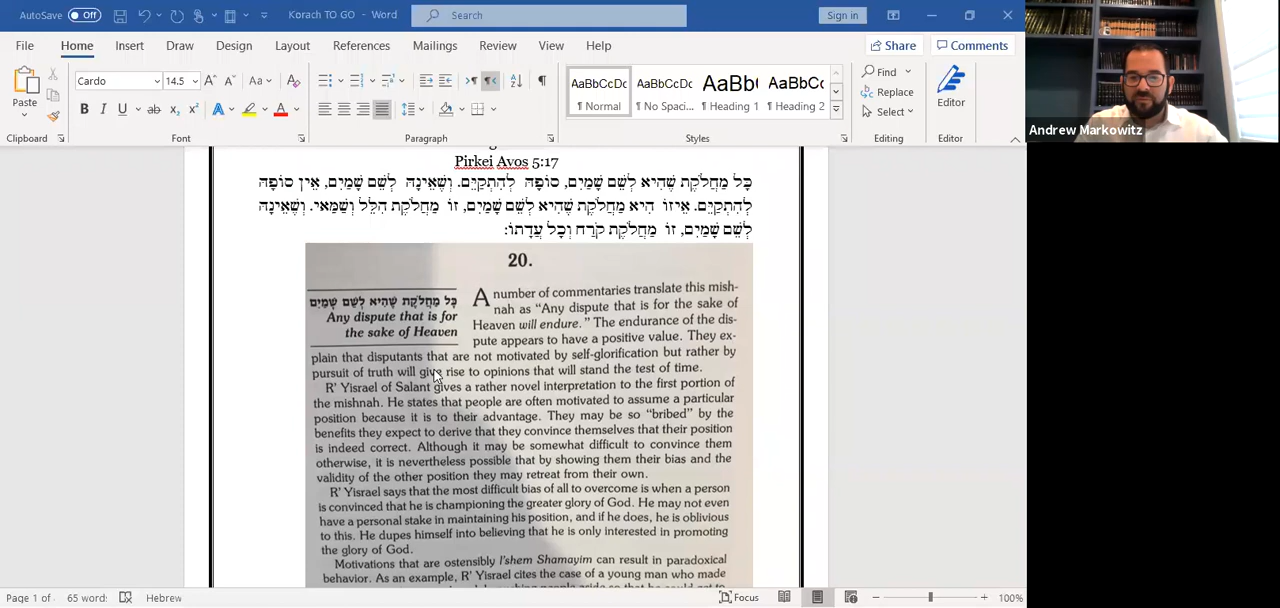 AutoSave Off
Korach TO GO - Word
Search
Sign in
File Home Insert Draw Design Layout References Mailings Review View Help
Share
Comments
Paste
Cardo
14.5
AaBbCcDc
AaBbCcDc
AaBb(
AaBbCc
¶ Normal
¶ No Spaci...
Heading 1
Heading 2
Find
Replace
Select
Editor
Clipboard
Font
Paragraph
Styles
Editing
Editor
Andrew Markowitz
Pirkei Avos 5:17
כָּל מַחֲלֹקֶת שֶׁהִיא לְשֵׁם שָׁמַיִם, סוֹפָהּ לְהִתְקַיֵּם. וְשֶׁאֵינָהּ לְשֵׁם שָׁמַיִם, אֵין סוֹפָהּ
לְהִתְקַיֵּם. אֵיזוֹ הִיא מַחֲלֹקֶת שֶׁהִיא לְשֵׁם שָׁמַיִם, זוֹ מַחֲלֹקֶת הִלֵּל וְשַׁמַּאי. וְשֶׁאֵינָהּ
לְשֵׁם שָׁמַיִם, זוֹ מַחֲלֹקֶת קֹרַח וְכָל עֲדָתוֹ:
20.
כָּל מַחֲלֹקֶת שֶׁהִיא לְשֵׁם שָׁמַיִם
Any dispute that is for
the sake of Heaven
A number of commentaries translate this mish-
nah as “Any dispute that is for the sake of
Heaven will endure.” The endurance of the dis-
pute appears to have a positive value. They ex-
plain that disputants that are not motivated by self-glorification but rather by
pursuit of truth will give rise to opinions that will stand the test of time.
R’ Yisrael of Salant gives a rather novel interpretation to the first portion of
the mishnah. He states that people are often motivated to assume a particular
position because it is to their advantage. They may be so “bribed” by the
benefits they expect to derive that they convince themselves that their position
is indeed correct. Although it may be somewhat difficult to convince them
otherwise, it is nevertheless possible that by showing them their bias and the
validity of the other position they may retreat from their own.
R’ Yisrael says that the most difficult bias of all to overcome is when a person
is convinced that he is championing the greater glory of God. He may not even
have a personal stake in maintaining his position, and if he does, he is oblivious
to this. He dupes himself into believing that he is only interested in promoting
the glory of God.
Motivations that are ostensibly l’shem Shamayim can result in paradoxical
behavior. As an example, R’ Yisrael cites the case of a young man who made
Page 1 of
65 words
Hebrew
Focus
100%